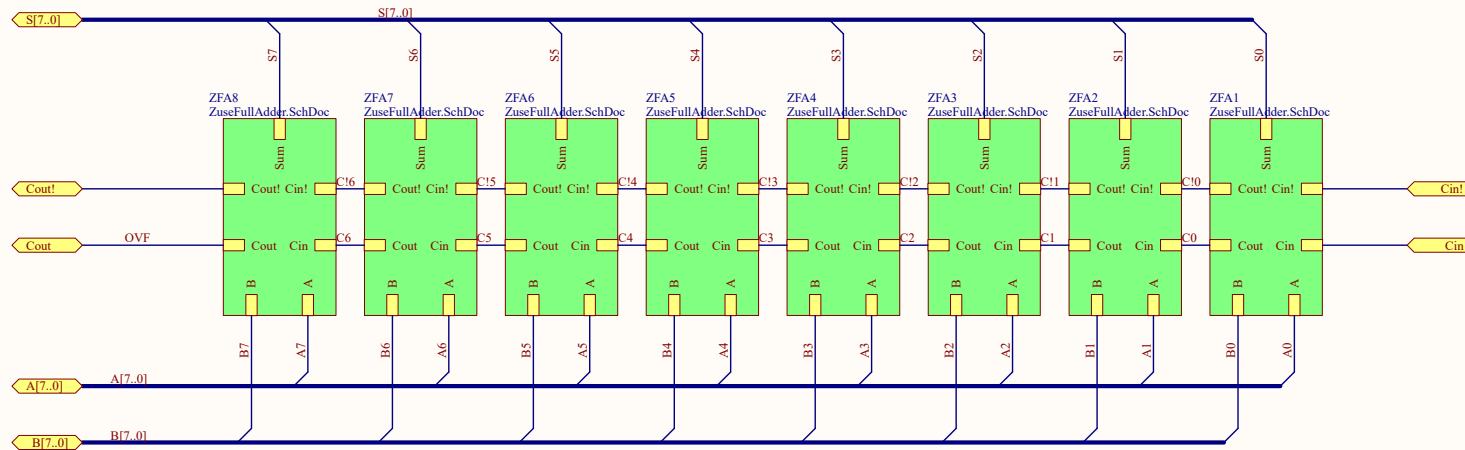 S[7..0]
S[7..0]
S7 S6 S5 S4 S3 S2 S1 S0
ZFA8 ZFA7 ZFA6 ZFA5 ZFA4 ZFA3 ZFA2 ZFA1
ZuseFullAdder.SchDoc ZuseFullAdder.SchDoc ZuseFullAdder.SchDoc ZuseFullAdder.SchDoc ZuseFullAdder.SchDoc ZuseFullAdder.SchDoc ZuseFullAdder.SchDoc ZuseFullAdder.SchDoc
Sum Sum Sum Sum Sum Sum Sum Sum
Cout! Cout! Cin! C!6 Cout! Cin! C!5 Cout! Cin! C!4 Cout! Cin! C!3 Cout! Cin! C!2 Cout! Cin! C!1 Cout! Cin! C!0 Cout! Cin! Cin!
Cout OVF Cout Cin C6 Cout Cin C5 Cout Cin C4 Cout Cin C3 Cout Cin C2 Cout Cin C1 Cout Cin C0 Cout Cin Cin
B A B A B A B A B A B A B A B A
B7 A7 B6 A6 B5 A5 B4 A4 B3 A3 B2 A2 B1 A1 B0 A0
A[7..0] A[7..0]
B[7..0] B[7..0]